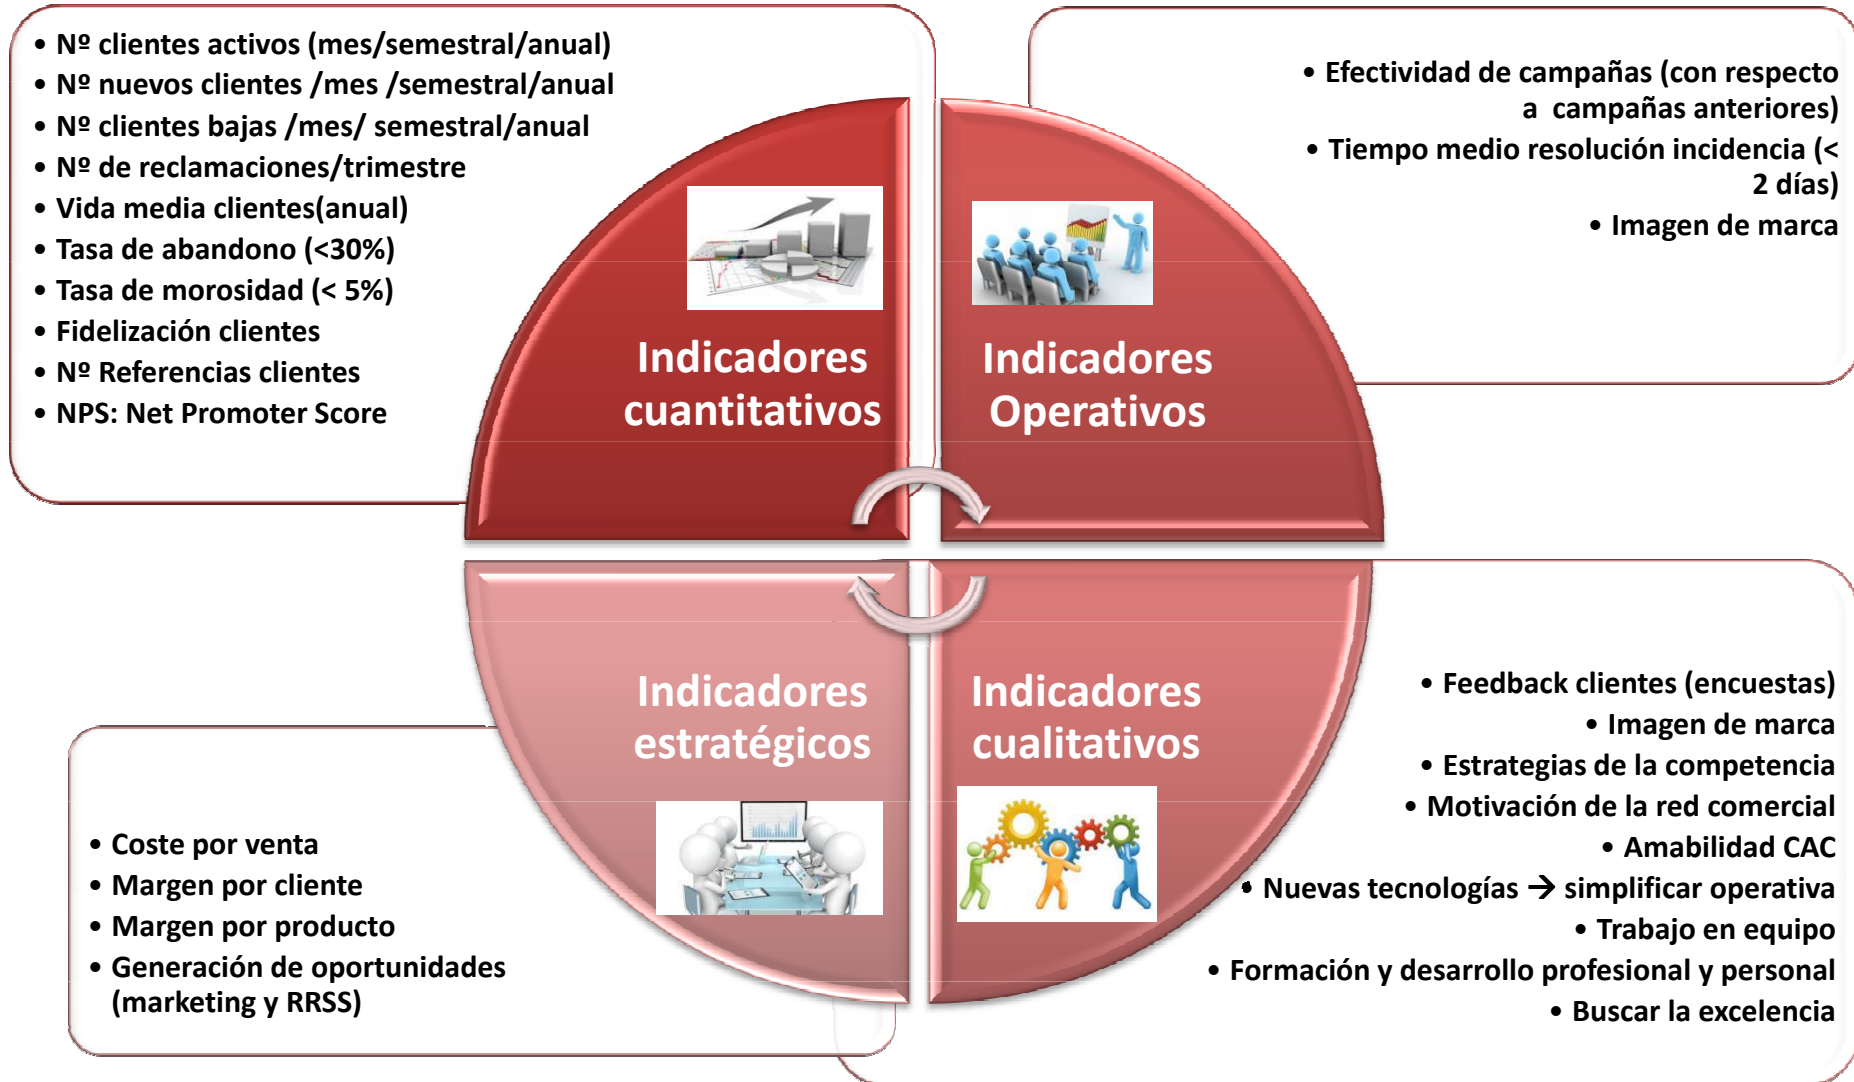 • Nº clientes activos (mes/semestral/anual)
• Nº nuevos clientes /mes /semestral/anual
• Nº clientes bajas /mes/ semestral/anual
• Nº de reclamaciones/trimestre
• Vida media clientes(anual)
• Tasa de abandono (<30%)
• Tasa de morosidad (< 5%)
• Fidelización clientes
• Nº Referencias clientes
• NPS: Net Promoter Score
Indicadores
cuantitativos
• Efectividad de campañas (con respecto
a campañas anteriores)
• Tiempo medio resolución incidencia (<
2 días)
• Imagen de marca
Indicadores
Operativos
Indicadores
estratégicos
• Coste por venta
• Margen por cliente
• Margen por producto
• Generación de oportunidades
(marketing y RRSS)
Indicadores
cualitativos
• Feedback clientes (encuestas)
• Imagen de marca
• Estrategias de la competencia
• Motivación de la red comercial
• Amabilidad CAC
• Nuevas tecnologías → simplificar operativa
• Trabajo en equipo
• Formación y desarrollo profesional y personal
• Buscar la excelencia